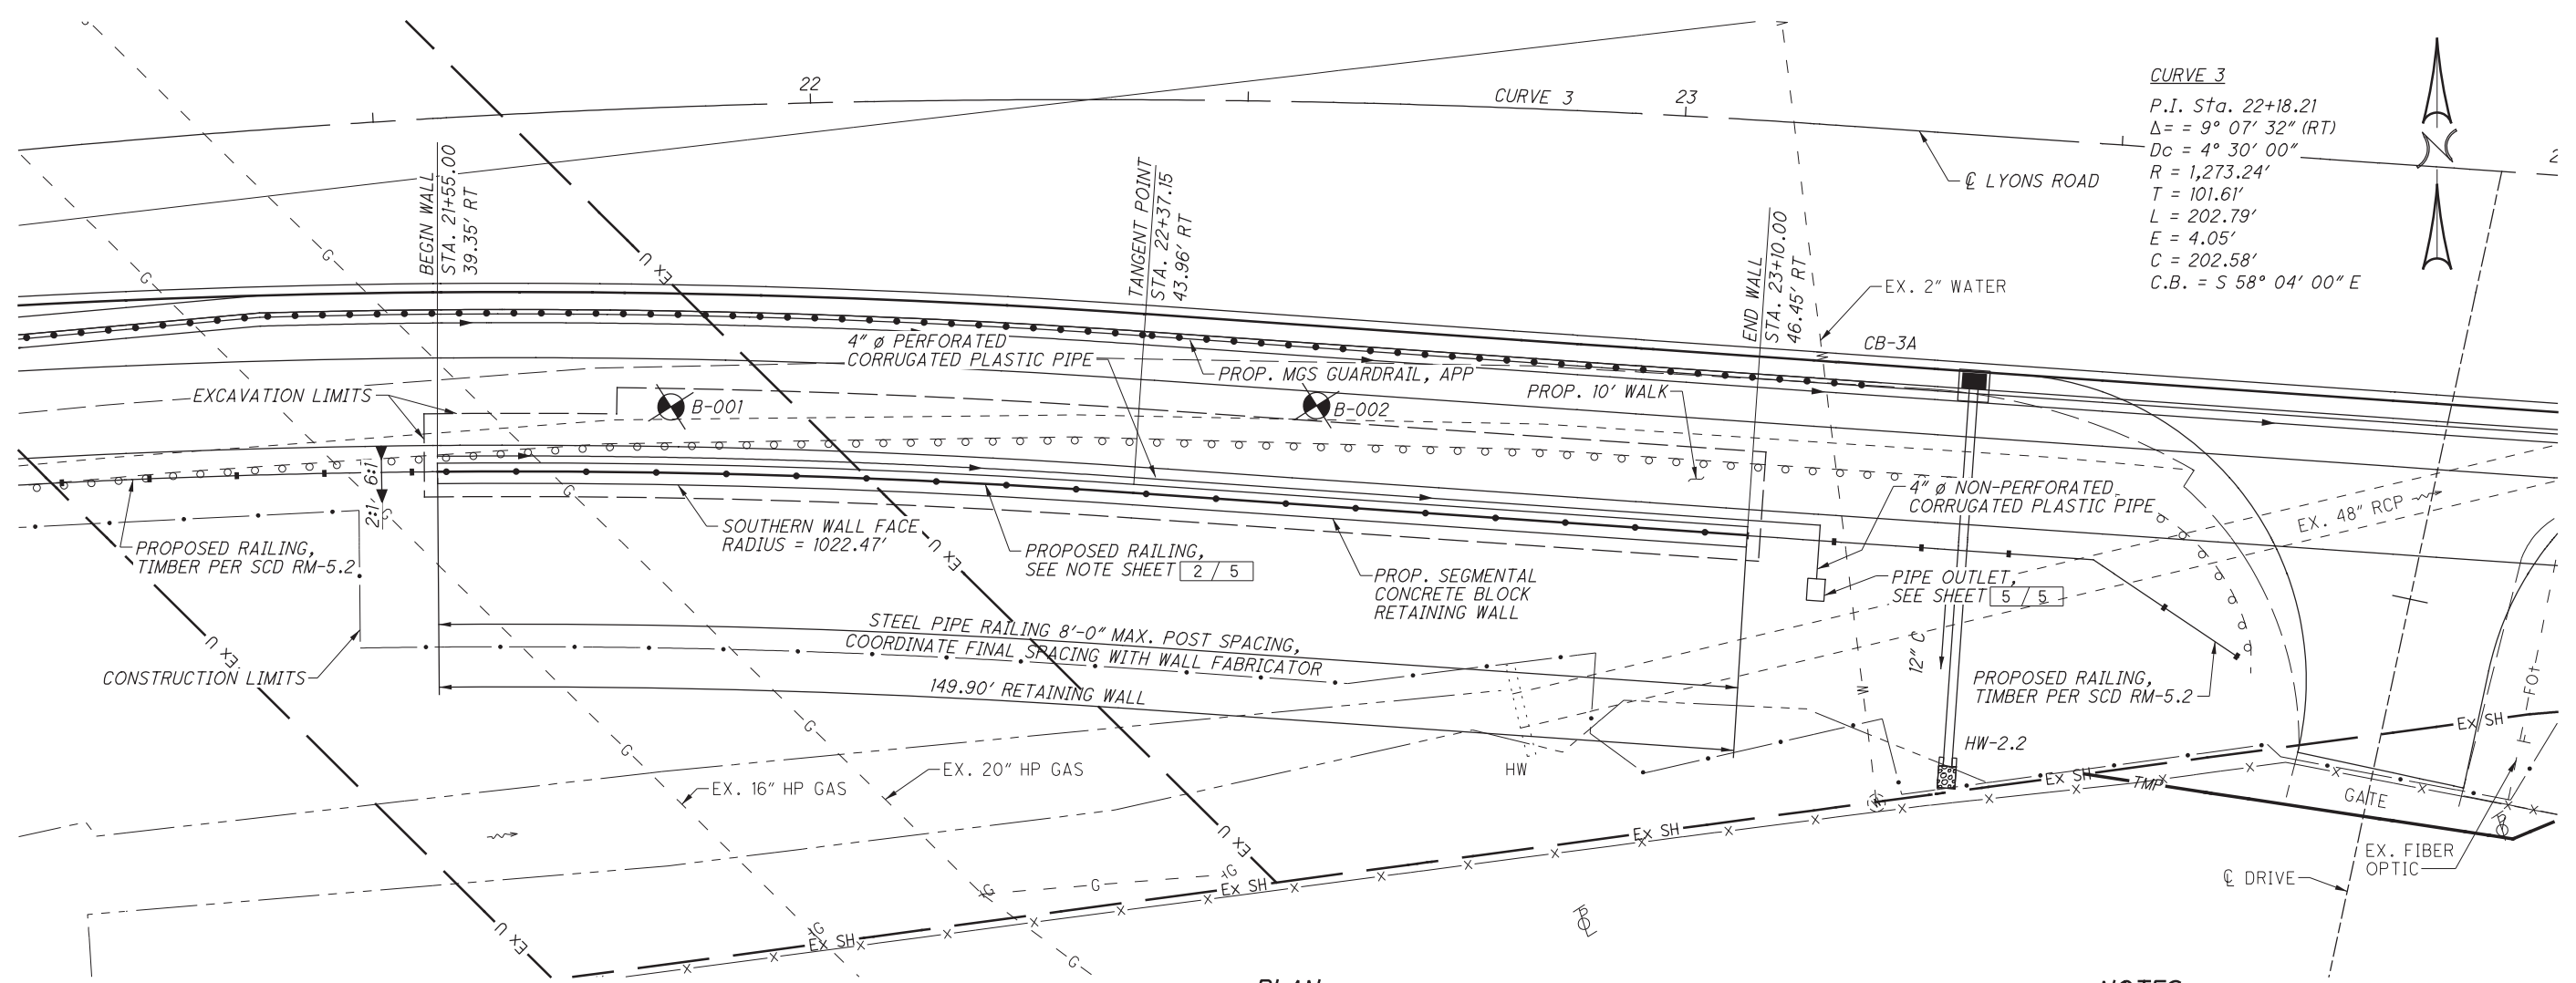 22
CURVE 3
23
CURVE 3
P.I. Sta. 22+18.21
Δ= = 9° 07' 32" (RT)
Dc = 4° 30' 00"
R = 1,273.24'
T = 101.61'
L = 202.79'
E = 4.05'
C = 202.58'
C.B. = S 58° 04' 00" E
N
2
℄ LYONS ROAD
BEGIN WALL
STA. 21+55.00
39.35' RT
TANGENT POINT
STA. 22+37.15
43.96' RT
END WALL
STA. 23+10.00
46.45' RT
G
G
EX U
EX. 2" WATER
W
CB-3A
4" ø PERFORATED
CORRUGATED PLASTIC PIPE
PROP. MGS GUARDRAIL, APP
PROP. 10' WALK
EXCAVATION LIMITS
B-001
B-002
6:1
2:1
G
G
4" ø NON-PERFORATED
CORRUGATED PLASTIC PIPE
EX. 48" RCP
SOUTHERN WALL FACE
RADIUS = 1022.47'
EX U
PROPOSED RAILING,
TIMBER PER SCD RM-5.2
PROPOSED RAILING,
SEE NOTE SHEET 2 / 5
PROP. SEGMENTAL
CONCRETE BLOCK
RETAINING WALL
PIPE OUTLET,
SEE SHEET 5 / 5
STEEL PIPE RAILING 8'-0" MAX. POST SPACING,
COORDINATE FINAL SPACING WITH WALL FABRICATOR
EX U
CONSTRUCTION LIMITS
149.90' RETAINING WALL
12" C
W
PROPOSED RAILING,
TIMBER PER SCD RM-5.2
F FOt
Ex SH
G
G
HW-2.2
HW
EX. 20" HP GAS
EX. 16" HP GAS
Ex SH
TMP
GATE
EX U
Ex SH
EX. FIBER
OPTIC
℄ DRIVE
G
G
G
Ex SH
G
Ex SH
EX U
G
PLAN
NOTES